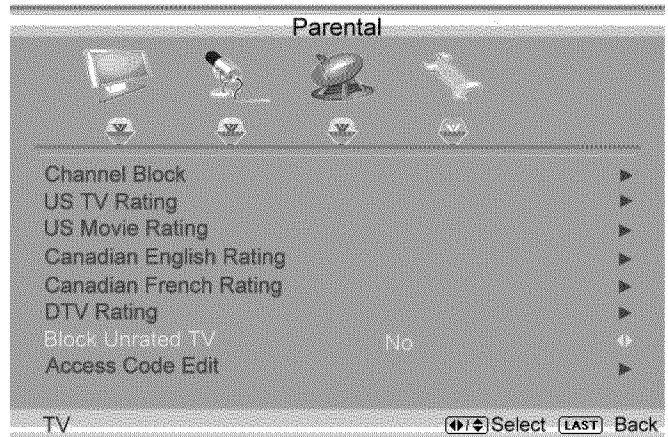 Parental
Channel Block
US TV Rating
US Movie Rating
Canadian English Rating
Canadian French Rating
DTV Rating
Block Unrated TV No
Access Code Edit
TV Select LAST Back